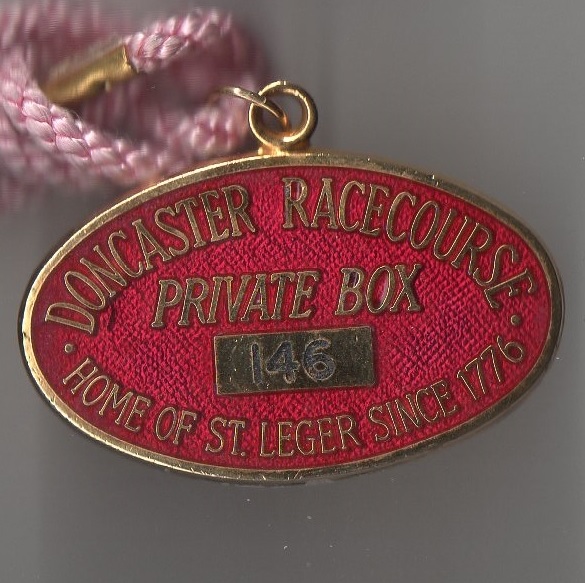 DONCASTER RACECOURSE
PRIVATE BOX
146
· HOME OF ST. LEGER SINCE 1776 ·